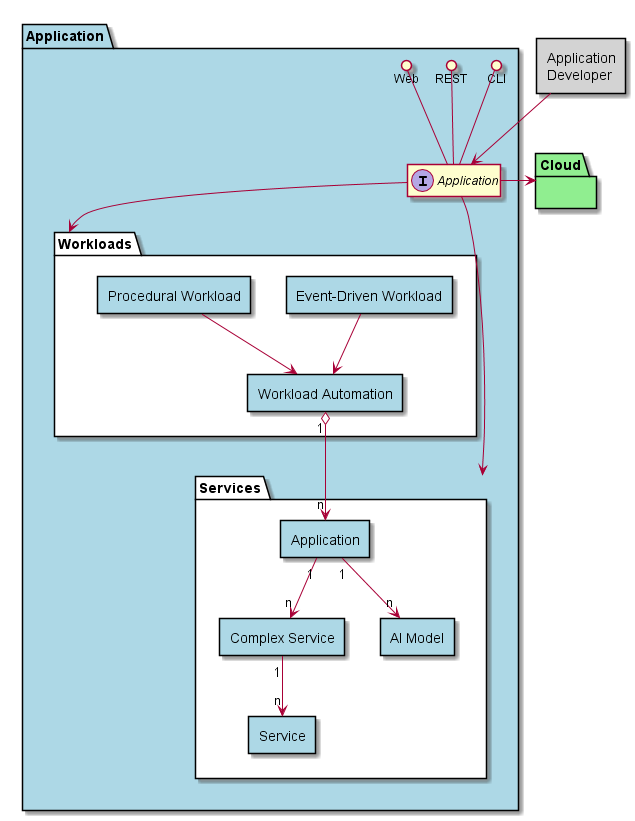 Application
Web
REST
CLI
Application
Developer
I
Application
Cloud
Workloads
Procedural Workload
Event-Driven Workload
Workload Automation
1
n
Services
Application
1
1
n
n
Complex Service
AI Model
1
n
Service